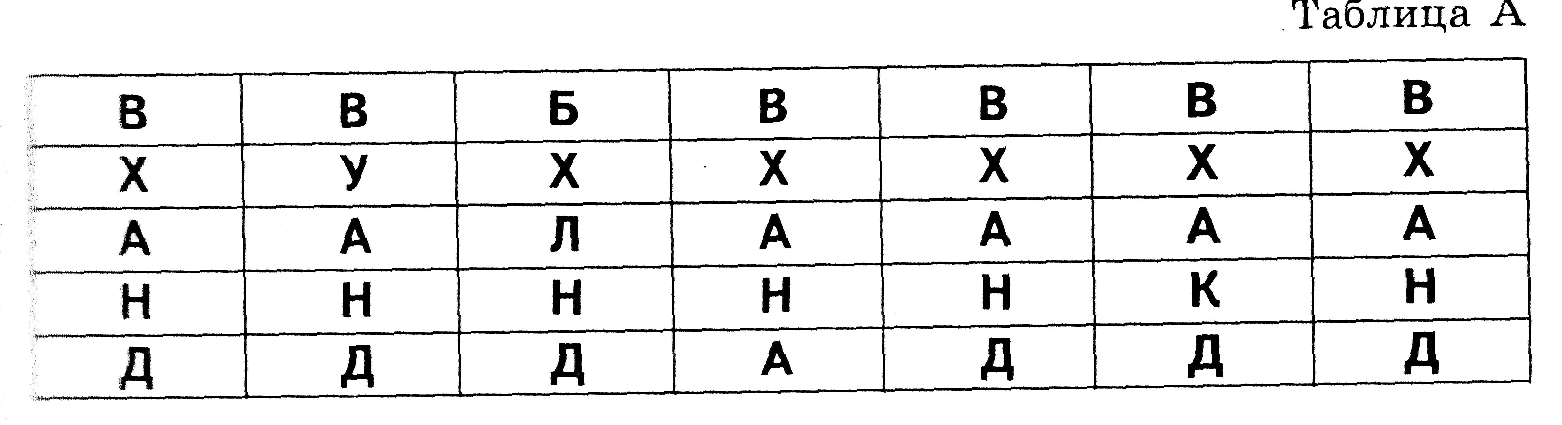 Таблица А
В В Б В В В В
Х У Х Х Х Х Х
А А Л А А А А
Н Н Н Н Н К Н
Д Д Д А Д Д Д